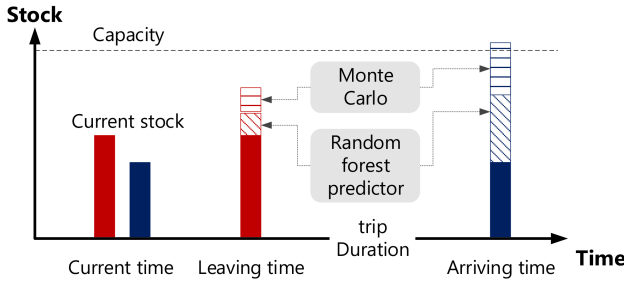 Stock
Capacity
Monte
Carlo
Current stock
Random
forest
predictor
trip
Duration
Time
Current time
Leaving time
Arriving time